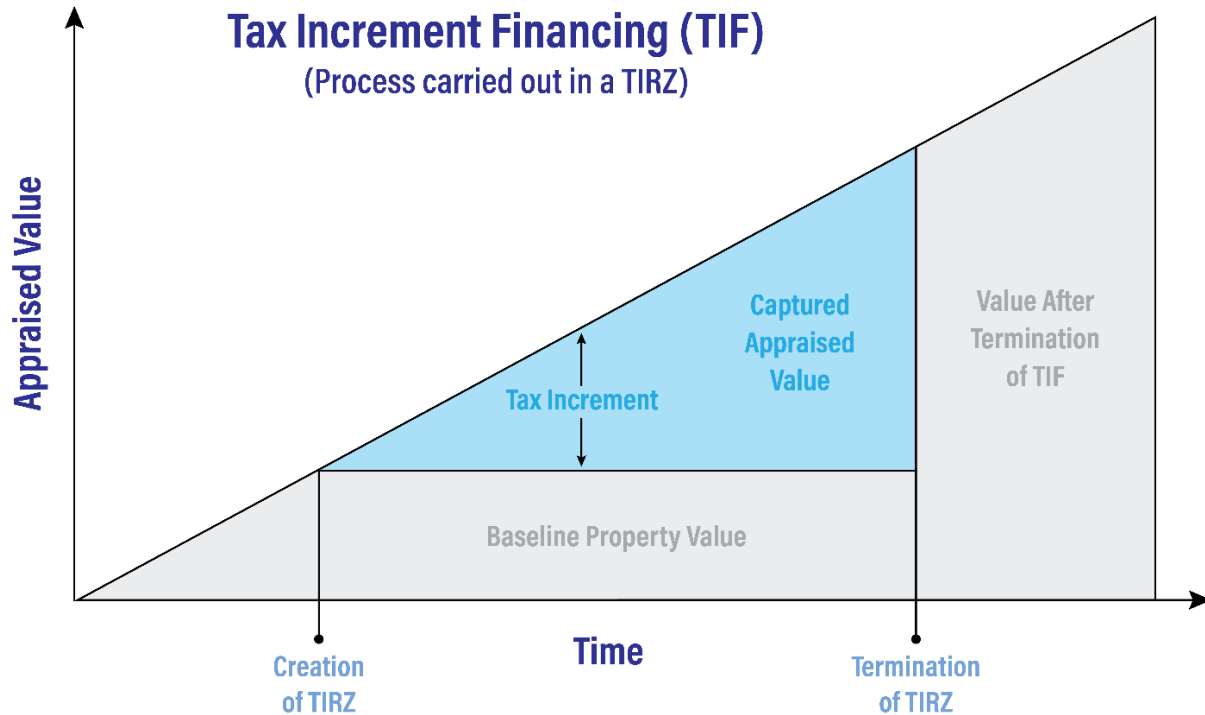 Tax Increment Financing (TIF)
(Process carried out in a TIRZ)
Appraised Value
Captured
Appraised
Value
Tax Increment
Value After
Termination
of TIF
Baseline Property Value
Time
Creation
of TIRZ
Termination
of TIRZ